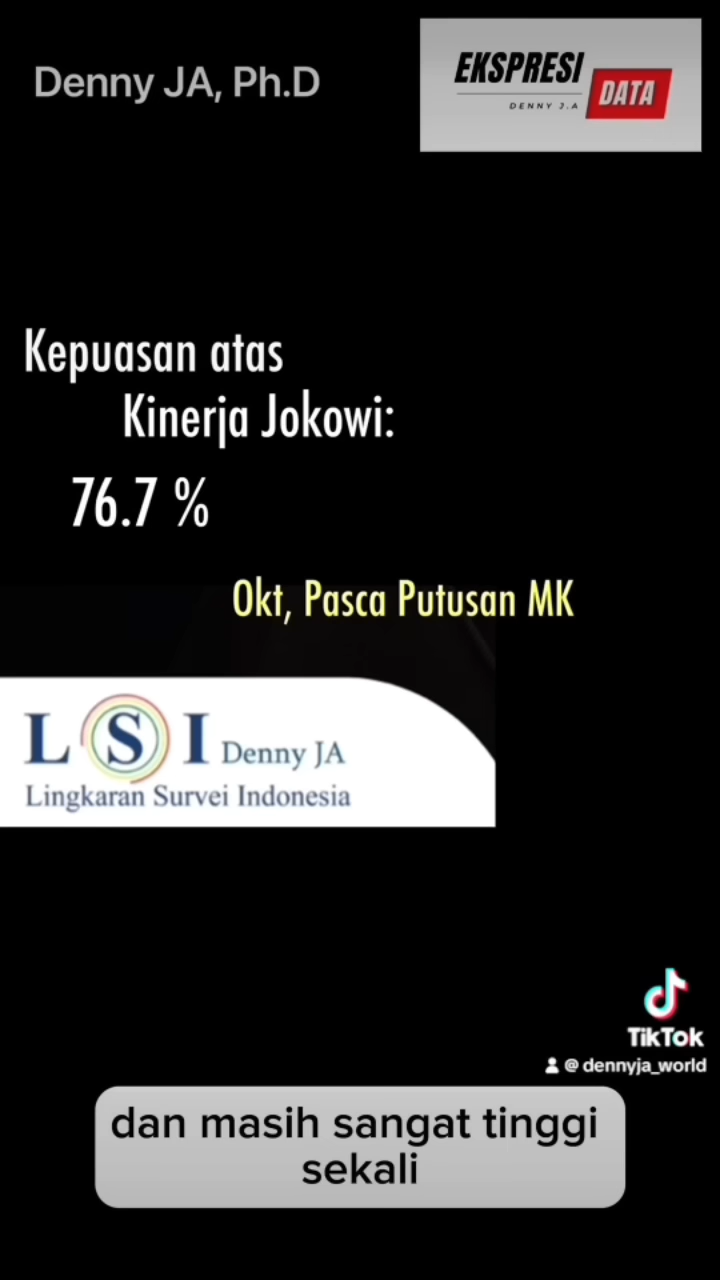 Denny JA, Ph.D
EKSPRESI
DATA
DENNY J.A
Kepuasan atas
Kinerja Jokowi:
76.7 %
Okt, Pasca Putusan MK
LSI Denny JA
Lingkaran Survei Indonesia
TikTok
@dennyja_world
dan masih sangat tinggi
sekali